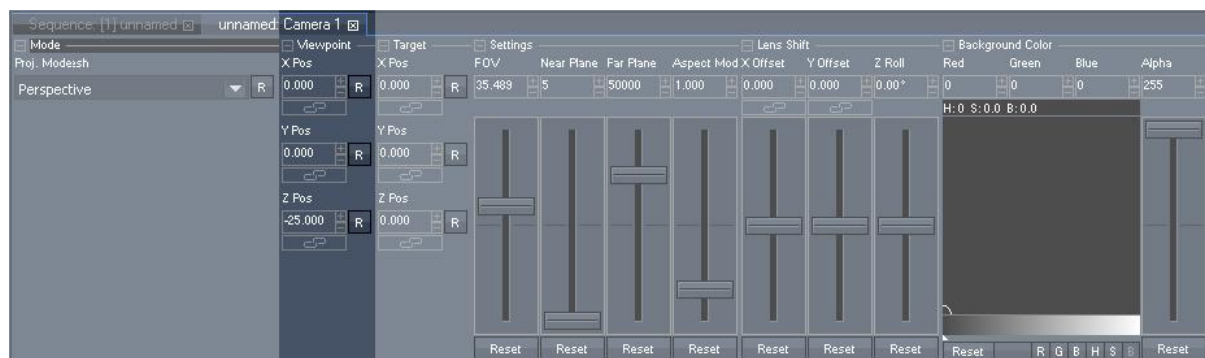 Sequence: [1] unnamed
unnamed: Camera 1
Mode
Viewpoint
Target
Settings
Lens Shift
Background Color
Proj. Mode:sh
X Pos
X Pos
FOV
Near Plane
Far Plane
Aspect Mod
X Offset
Y Offset
Z Roll
Red
Green
Blue
Alpha
Perspective
R
0.000
R
0.000
R
35.489
5
50000
1.000
0.000
0.000
0.00°
0
0
0
255
H:0 S:0.0 B:0.0
Y Pos
Y Pos
0.000
R
0.000
R
Z Pos
Z Pos
-25.000
R
0.000
R
Reset
Reset
Reset
Reset
Reset
Reset
Reset
Reset
R G B H S B
Reset